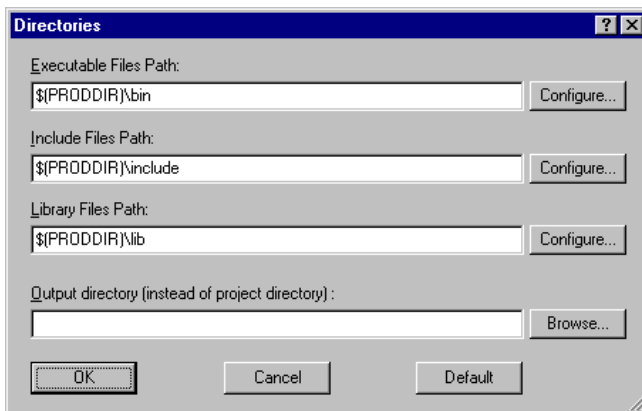 Directories
Executable Files Path:
$(PRODDIR)\bin
Configure...
Include Files Path:
$(PRODDIR)\include
Configure...
Library Files Path:
$(PRODDIR)\lib
Configure...
Output directory (instead of project directory) :
Browse...
OK Cancel Default